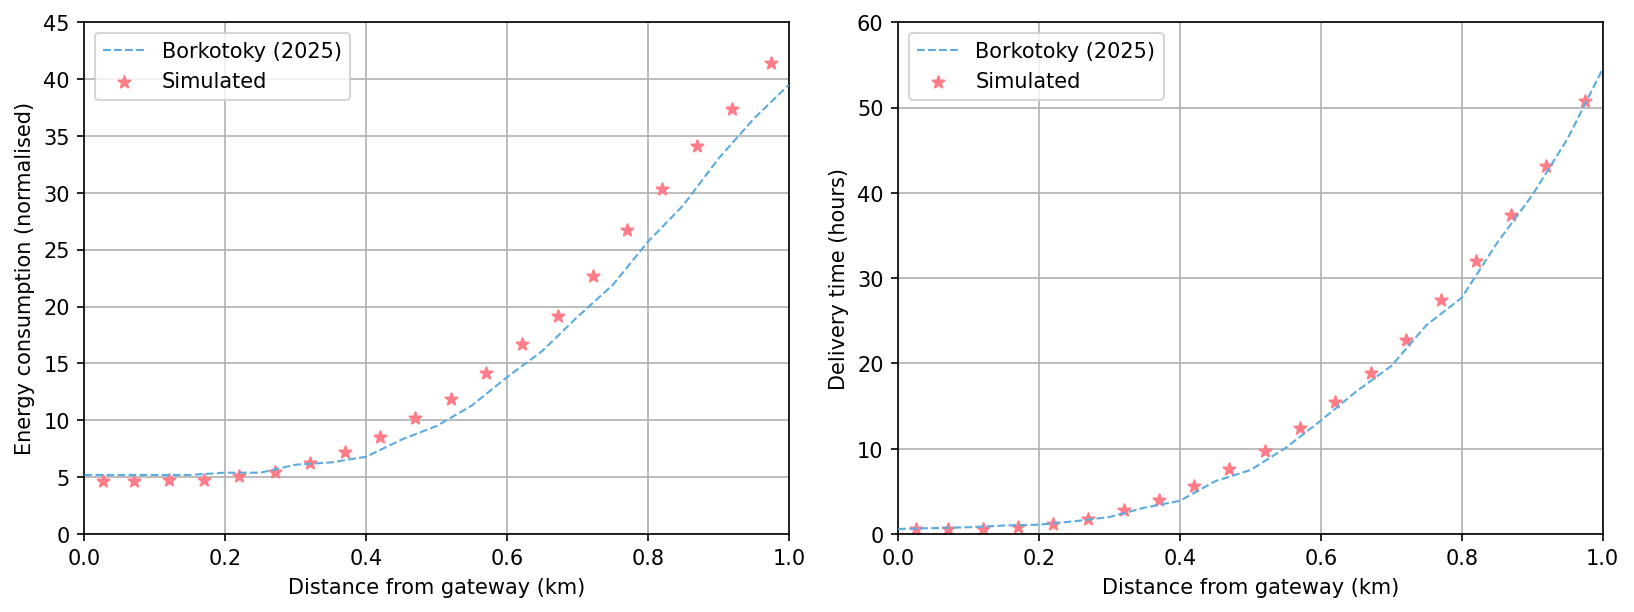 Energy consumption (normalised)
45
40
35
30
25
20
15
10
5
0
Borkotoky (2025)
Simulated
0.0 0.2 0.4 0.6 0.8 1.0
Distance from gateway (km)
Delivery time (hours)
60
50
40
30
20
10
0
Borkotoky (2025)
Simulated
0.0 0.2 0.4 0.6 0.8 1.0
Distance from gateway (km)